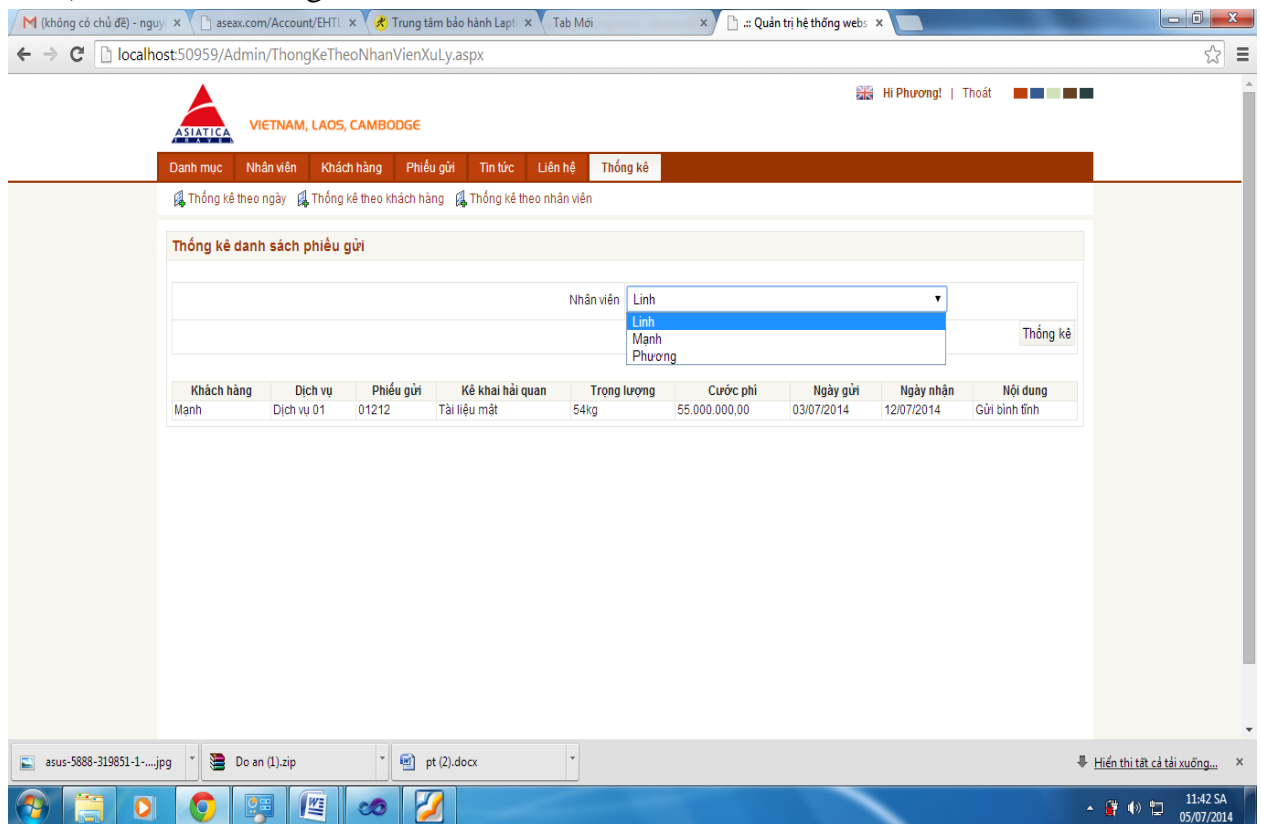 (không có chủ đề) - nguy
aseax.com/Account/EHTL
Trung tâm bảo hành Lapt
Tab Mới
.:: Quản trị hệ thống webs
localhost:50959/Admin/ThongKeTheoNhanVienXuLy.aspx
Hi Phương! | Thoát
ASIATICA
TRAVEL
VIETNAM, LAOS, CAMBODGE
Danh mục Nhân viên Khách hàng Phiếu gửi Tin tức Liên hệ Thống kê
Thống kê theo ngày Thống kê theo khách hàng Thống kê theo nhân viên
Thống kê danh sách phiếu gửi
Nhân viên Linh
Linh
Mạnh
Phương
Thống kê
Khách hàng Dịch vụ Phiếu gửi Kê khai hải quan Trọng lượng Cước phí Ngày gửi Ngày nhận Nội dung
Mạnh Dịch vụ 01 01212 Tài liệu mật 54kg 55.000.000,00 03/07/2014 12/07/2014 Gửi bình tĩnh
asus-5888-319851-1-....jpg Do an (1).zip pt (2).docx Hiển thị tất cả tải xuống...
11:42 SA
05/07/2014